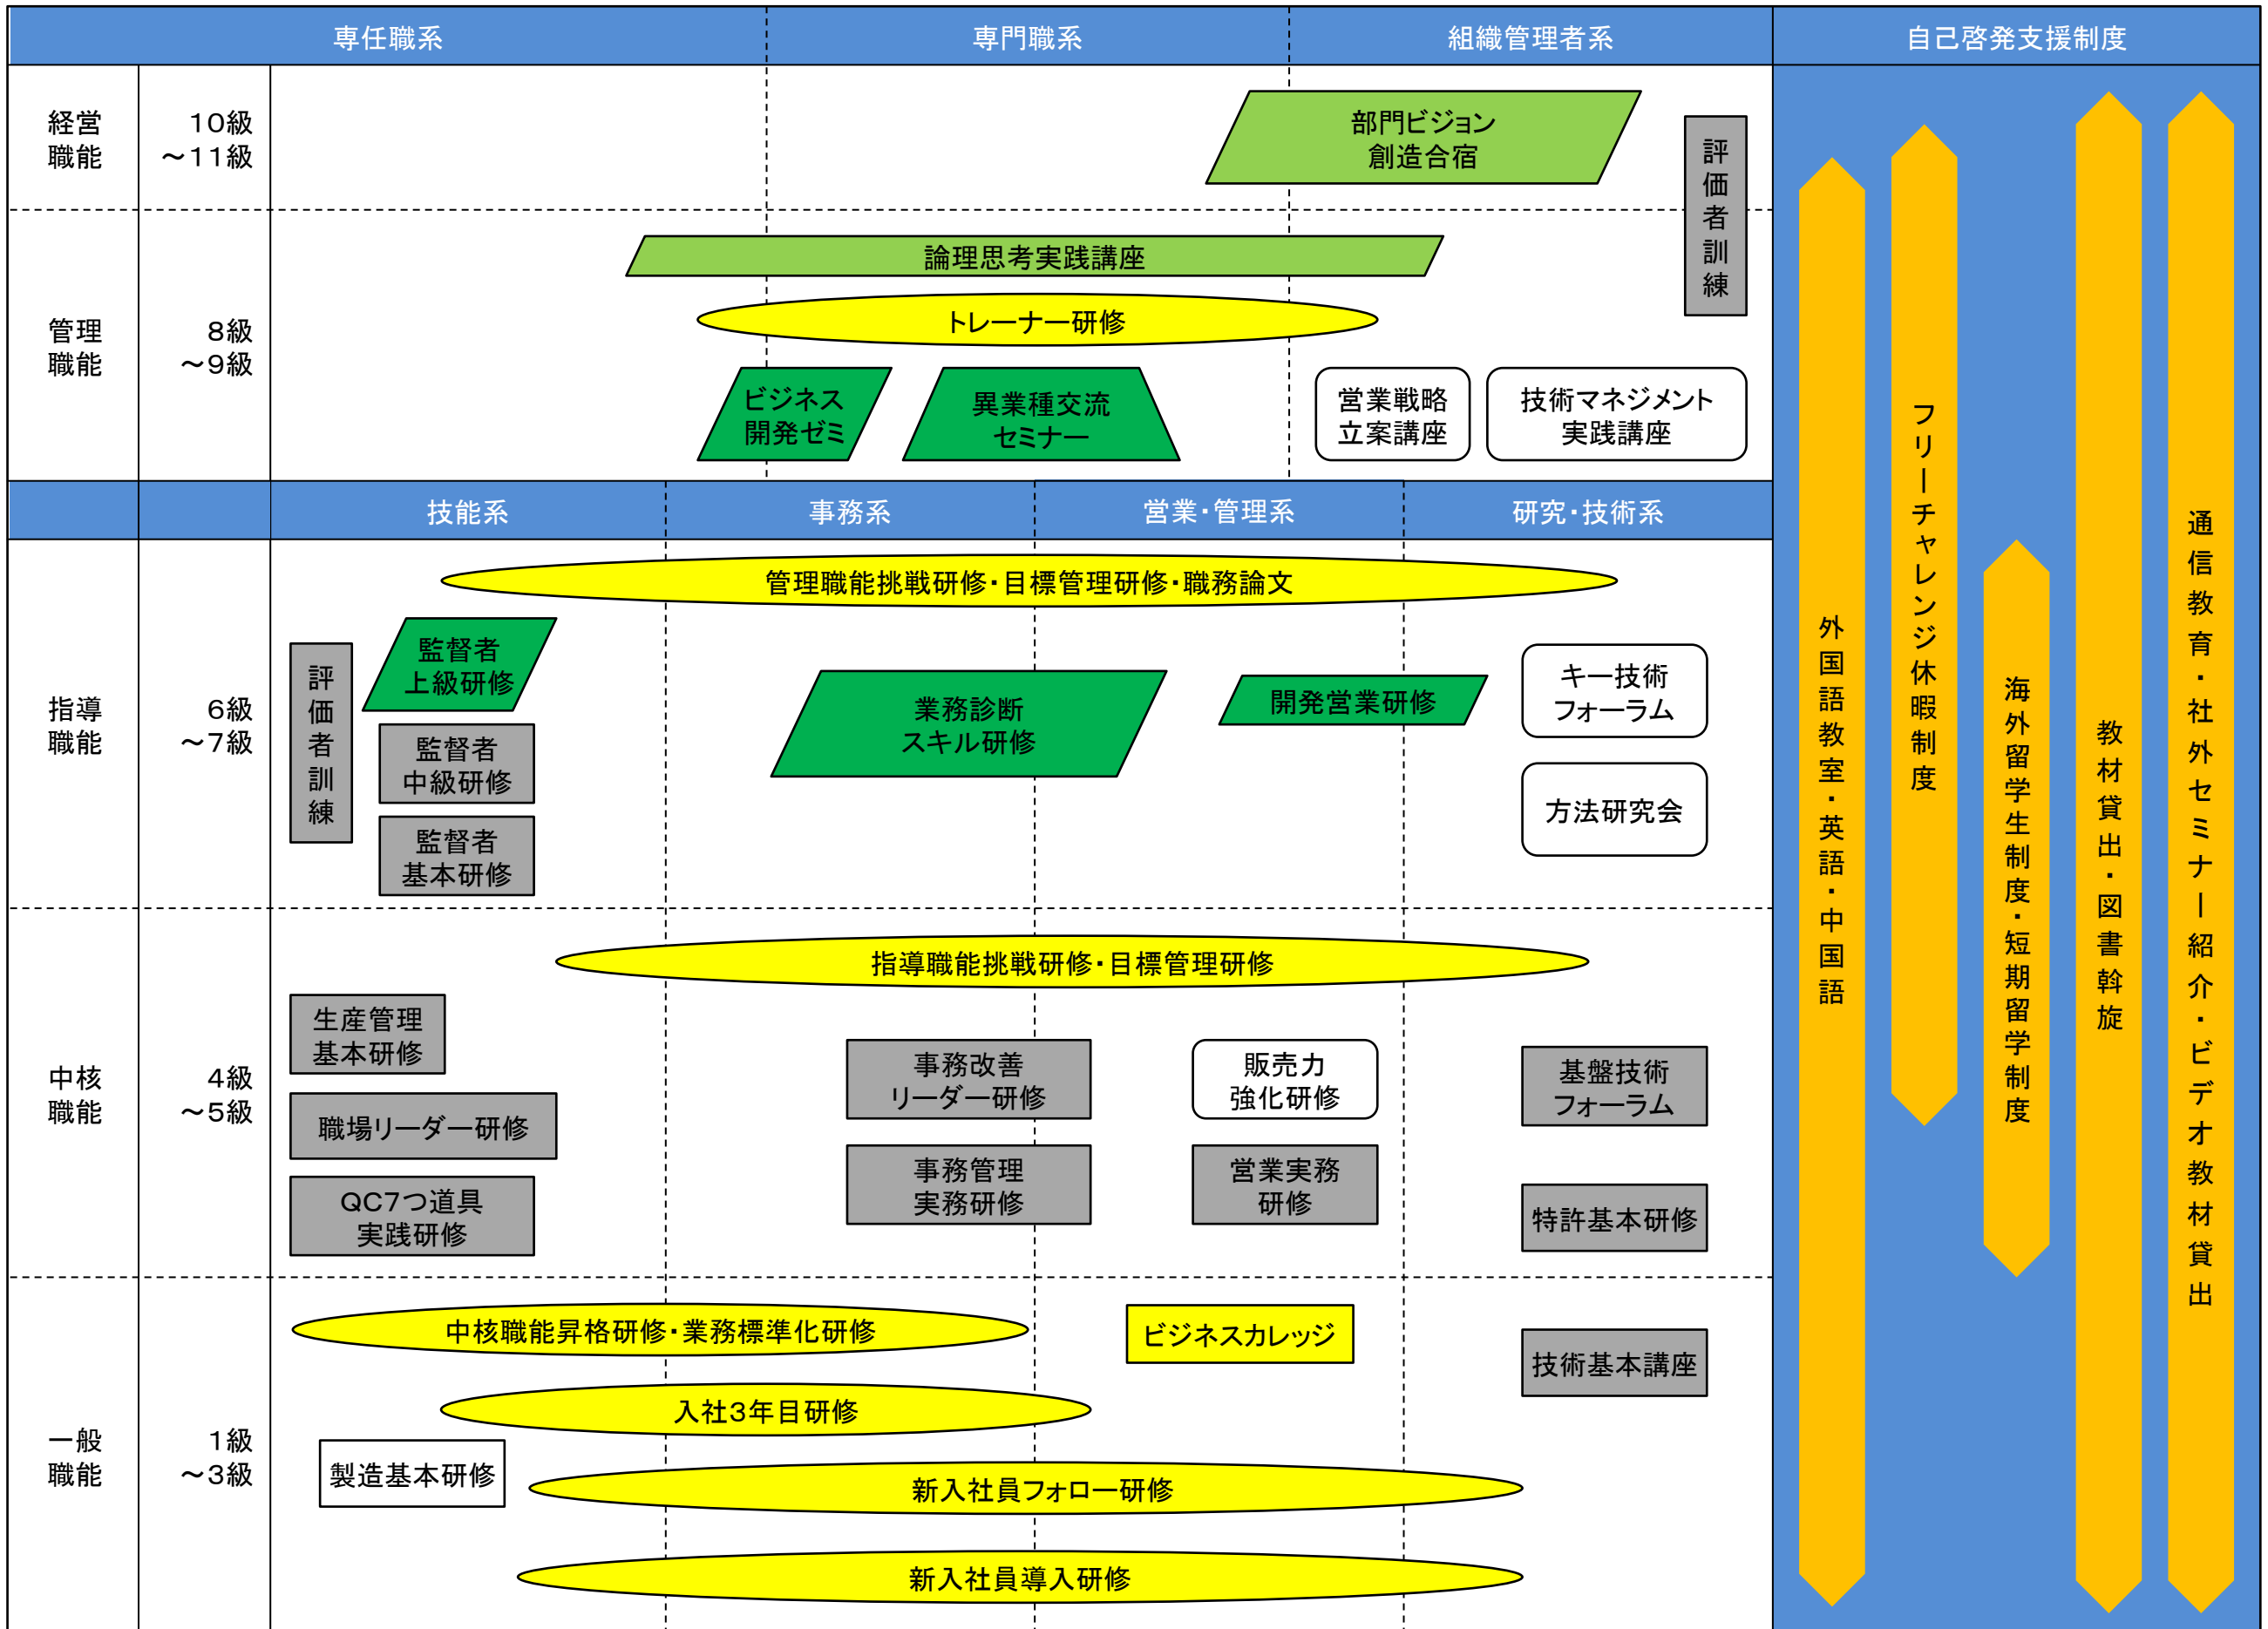 専任職系
専門職系
組織管理者系
自己啓発支援制度
経営
職能
10級
～11級
部門ビジョン
創造合宿
評価者訓練
管理
職能
8級
～9級
論理思考実践講座
トレーナー研修
ビジネス
開発ゼミ
異業種交流
セミナー
営業戦略
立案講座
技術マネジメント
実践講座
技能系
事務系
営業・管理系
研究・技術系
指導
職能
6級
～7級
管理職能挑戦研修・目標管理研修・職務論文
評価者訓練
監督者
上級研修
監督者
中級研修
監督者
基本研修
業務診断
スキル研修
開発営業研修
キー技術
フォーラム
方法研究会
中核
職能
4級
～5級
指導職能挑戦研修・目標管理研修
生産管理
基本研修
職場リーダー研修
QC7つ道具
実践研修
事務改善
リーダー研修
事務管理
実務研修
販売力
強化研修
営業実務
研修
基盤技術
フォーラム
特許基本研修
一般
職能
1級
～3級
中核職能昇格研修・業務標準化研修
ビジネスカレッジ
技術基本講座
入社3年目研修
製造基本研修
新入社員フォロー研修
新入社員導入研修
外国語教室・英語・中国語
フリーチャレンジ休暇制度
海外留学生制度・短期留学制度
教材貸出・図書斡旋
通信教育・社外セミナー紹介・ビデオ教材貸出